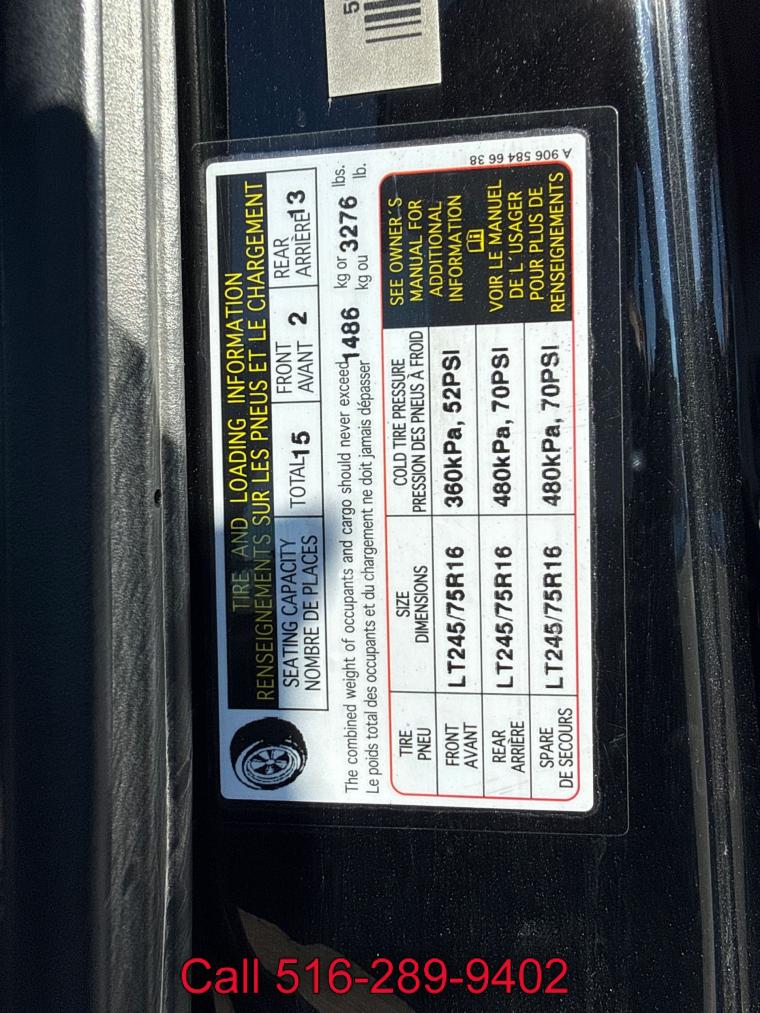 5
TIRE AND LOADING INFORMATION
RENSEIGNEMENTS SUR LES PNEUS ET LE CHARGEMENT
SEATING CAPACITY
NOMBRE DE PLACES
TOTAL 15
FRONT
AVANT 2
REAR
ARRIÈRE 13
The combined weight of occupants and cargo should never exceed 1486 kg or 3276 lbs.
Le poids total des occupants et du chargement ne doit jamais dépasser kg ou lb.
TIRE
PNEU
SIZE
DIMENSIONS
COLD TIRE PRESSURE
PRESSION DES PNEUS À FROID
FRONT
AVANT
LT245/75R16
360kPa, 52PSI
REAR
ARRIÈRE
LT245/75R16
480kPa, 70PSI
SPARE
DE SECOURS
LT245/75R16
480kPa, 70PSI
SEE OWNER´S
MANUAL FOR
ADDITIONAL
INFORMATION
VOIR LE MANUEL
DE L´USAGER
POUR PLUS DE
RENSEIGNEMENTS
A 906 584 66 38
Call 516-289-9402